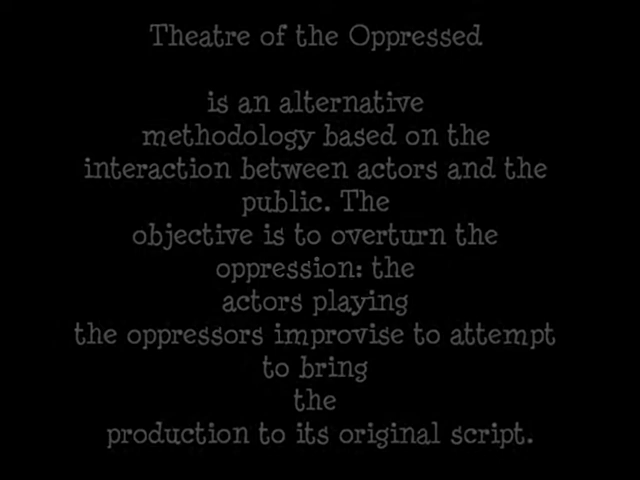 Theatre of the Oppressed
is an alternative
methodology based on the
interaction between actors and the
public. The
objective is to overturn the
oppression: the
actors playing
the oppressors improvise to attempt
to bring
the
production to its original script.